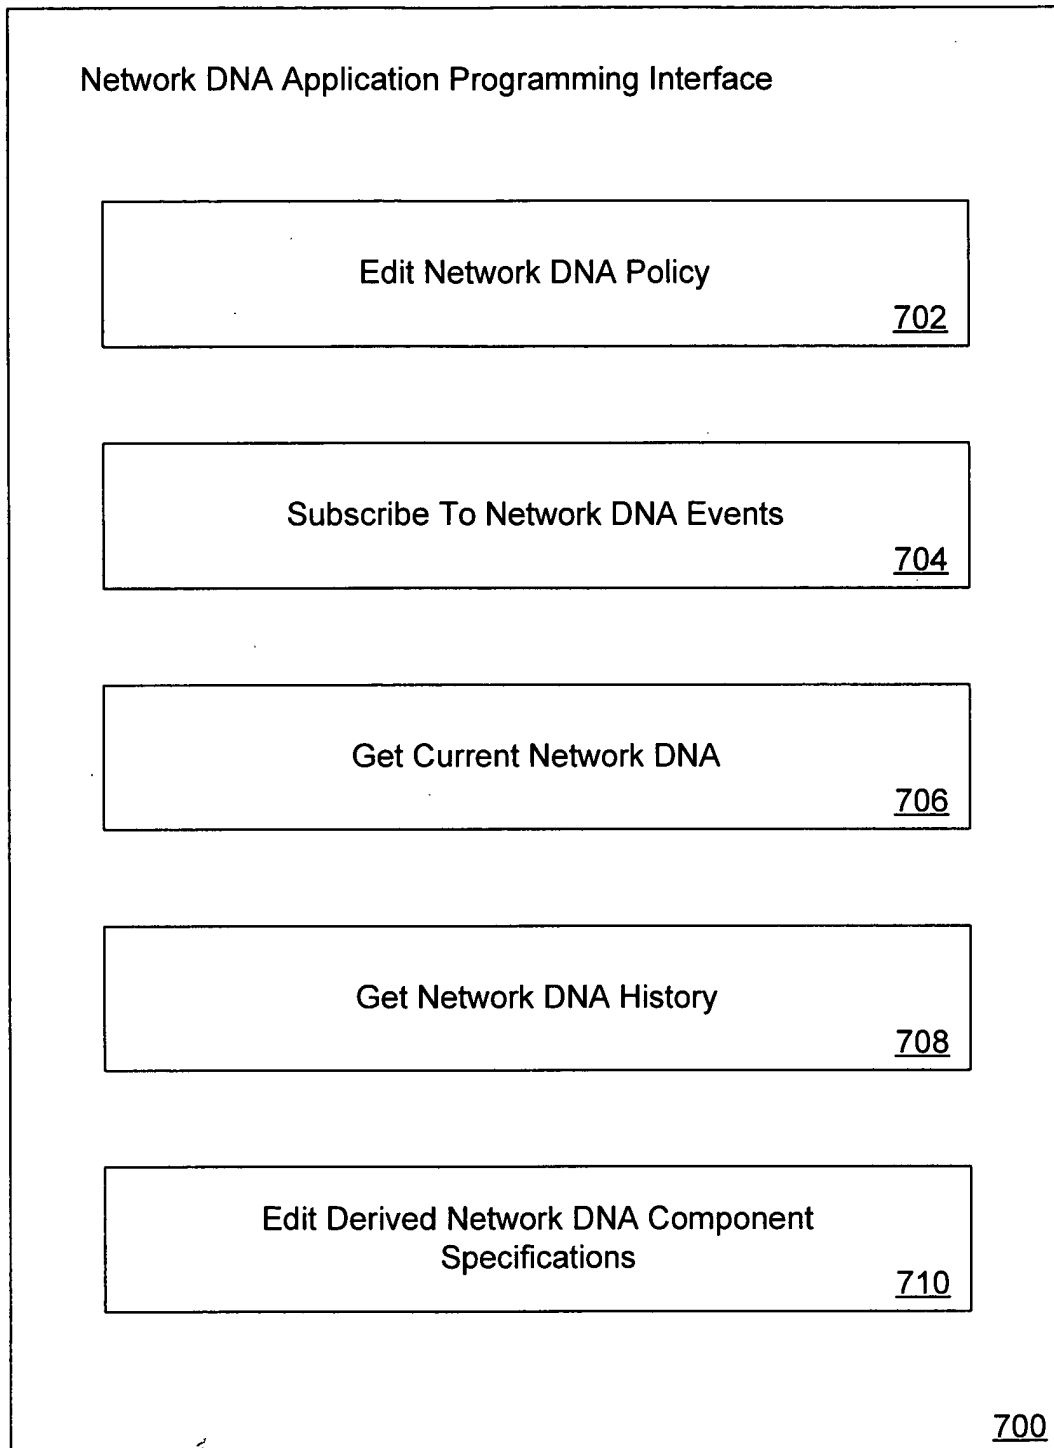 Network DNA Application Programming Interface
Edit Network DNA Policy
702
Subscribe To Network DNA Events
704
Get Current Network DNA
706
Get Network DNA History
708
Edit Derived Network DNA Component
Specifications
710
700